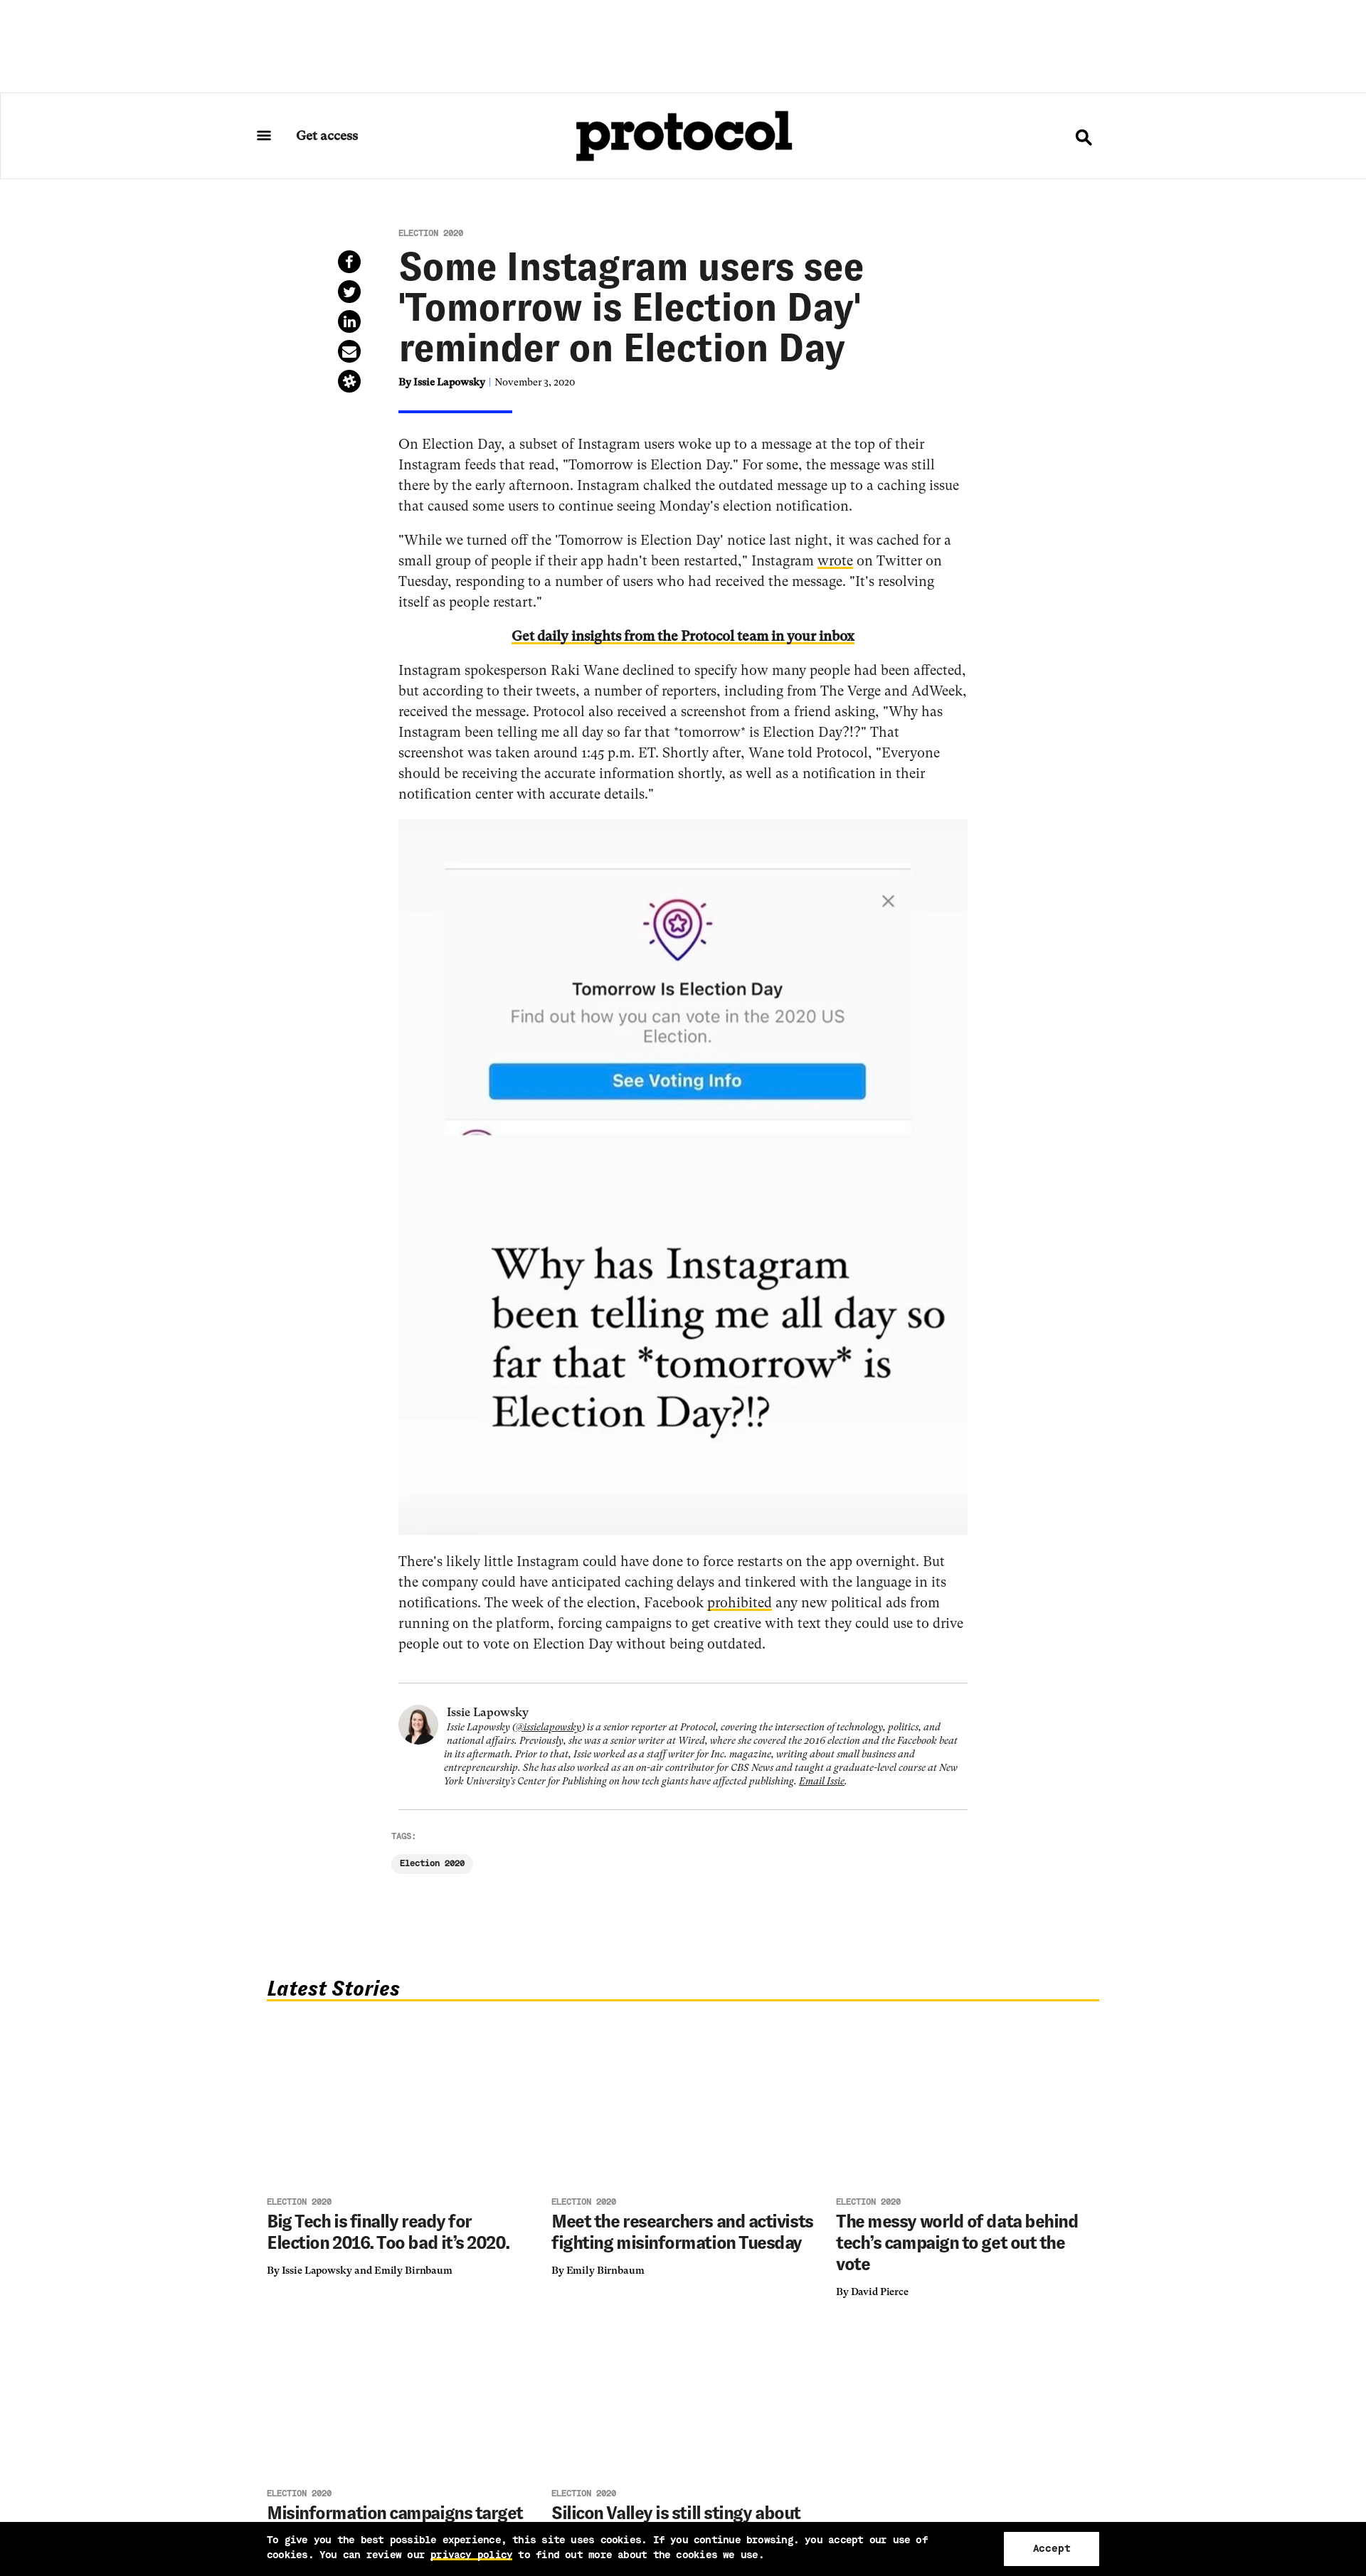 Get access
protocol
ELECTION 2020
Some Instagram users see
'Tomorrow is Election Day'
reminder on Election Day
By Issie Lapowsky | November 3, 2020
On Election Day, a subset of Instagram users woke up to a message at the top of their
Instagram feeds that read, "Tomorrow is Election Day." For some, the message was still
there by the early afternoon. Instagram chalked the outdated message up to a caching issue
that caused some users to continue seeing Monday's election notification.
"While we turned off the 'Tomorrow is Election Day' notice last night, it was cached for a
small group of people if their app hadn't been restarted," Instagram wrote on Twitter on
Tuesday, responding to a number of users who had received the message. "It's resolving
itself as people restart."
Get daily insights from the Protocol team in your inbox
Instagram spokesperson Raki Wane declined to specify how many people had been affected,
but according to their tweets, a number of reporters, including from The Verge and AdWeek,
received the message. Protocol also received a screenshot from a friend asking, "Why has
Instagram been telling me all day so far that *tomorrow* is Election Day?!?" That
screenshot was taken around 1:45 p.m. ET. Shortly after, Wane told Protocol, "Everyone
should be receiving the accurate information shortly, as well as a notification in their
notification center with accurate details."
Tomorrow Is Election Day
Find out how you can vote in the 2020 US
Election.
See Voting Info
Why has Instagram
been telling me all day so
far that *tomorrow* is
Election Day?!?
There's likely little Instagram could have done to force restarts on the app overnight. But
the company could have anticipated caching delays and tinkered with the language in its
notifications. The week of the election, Facebook prohibited any new political ads from
running on the platform, forcing campaigns to get creative with text they could use to drive
people out to vote on Election Day without being outdated.
Issie Lapowsky
Issie Lapowsky (@issielapowsky) is a senior reporter at Protocol, covering the intersection of technology, politics, and
national affairs. Previously, she was a senior writer at Wired, where she covered the 2016 election and the Facebook beat
in its aftermath. Prior to that, Issie worked as a staff writer for Inc. magazine, writing about small business and
entrepreneurship. She has also worked as an on-air contributor for CBS News and taught a graduate-level course at New
York University's Center for Publishing on how tech giants have affected publishing. Email Issie.
TAGS:
Election 2020
Latest Stories
ELECTION 2020
Big Tech is finally ready for
Election 2016. Too bad it's 2020.
By Issie Lapowsky and Emily Birnbaum
ELECTION 2020
Meet the researchers and activists
fighting misinformation Tuesday
By Emily Birnbaum
ELECTION 2020
The messy world of data behind
tech's campaign to get out the
vote
By David Pierce
ELECTION 2020
Misinformation campaigns target
ELECTION 2020
Silicon Valley is still stingy about
To give you the best possible experience, this site uses cookies. If you continue browsing. you accept our use of
cookies. You can review our privacy policy to find out more about the cookies we use.
Accept